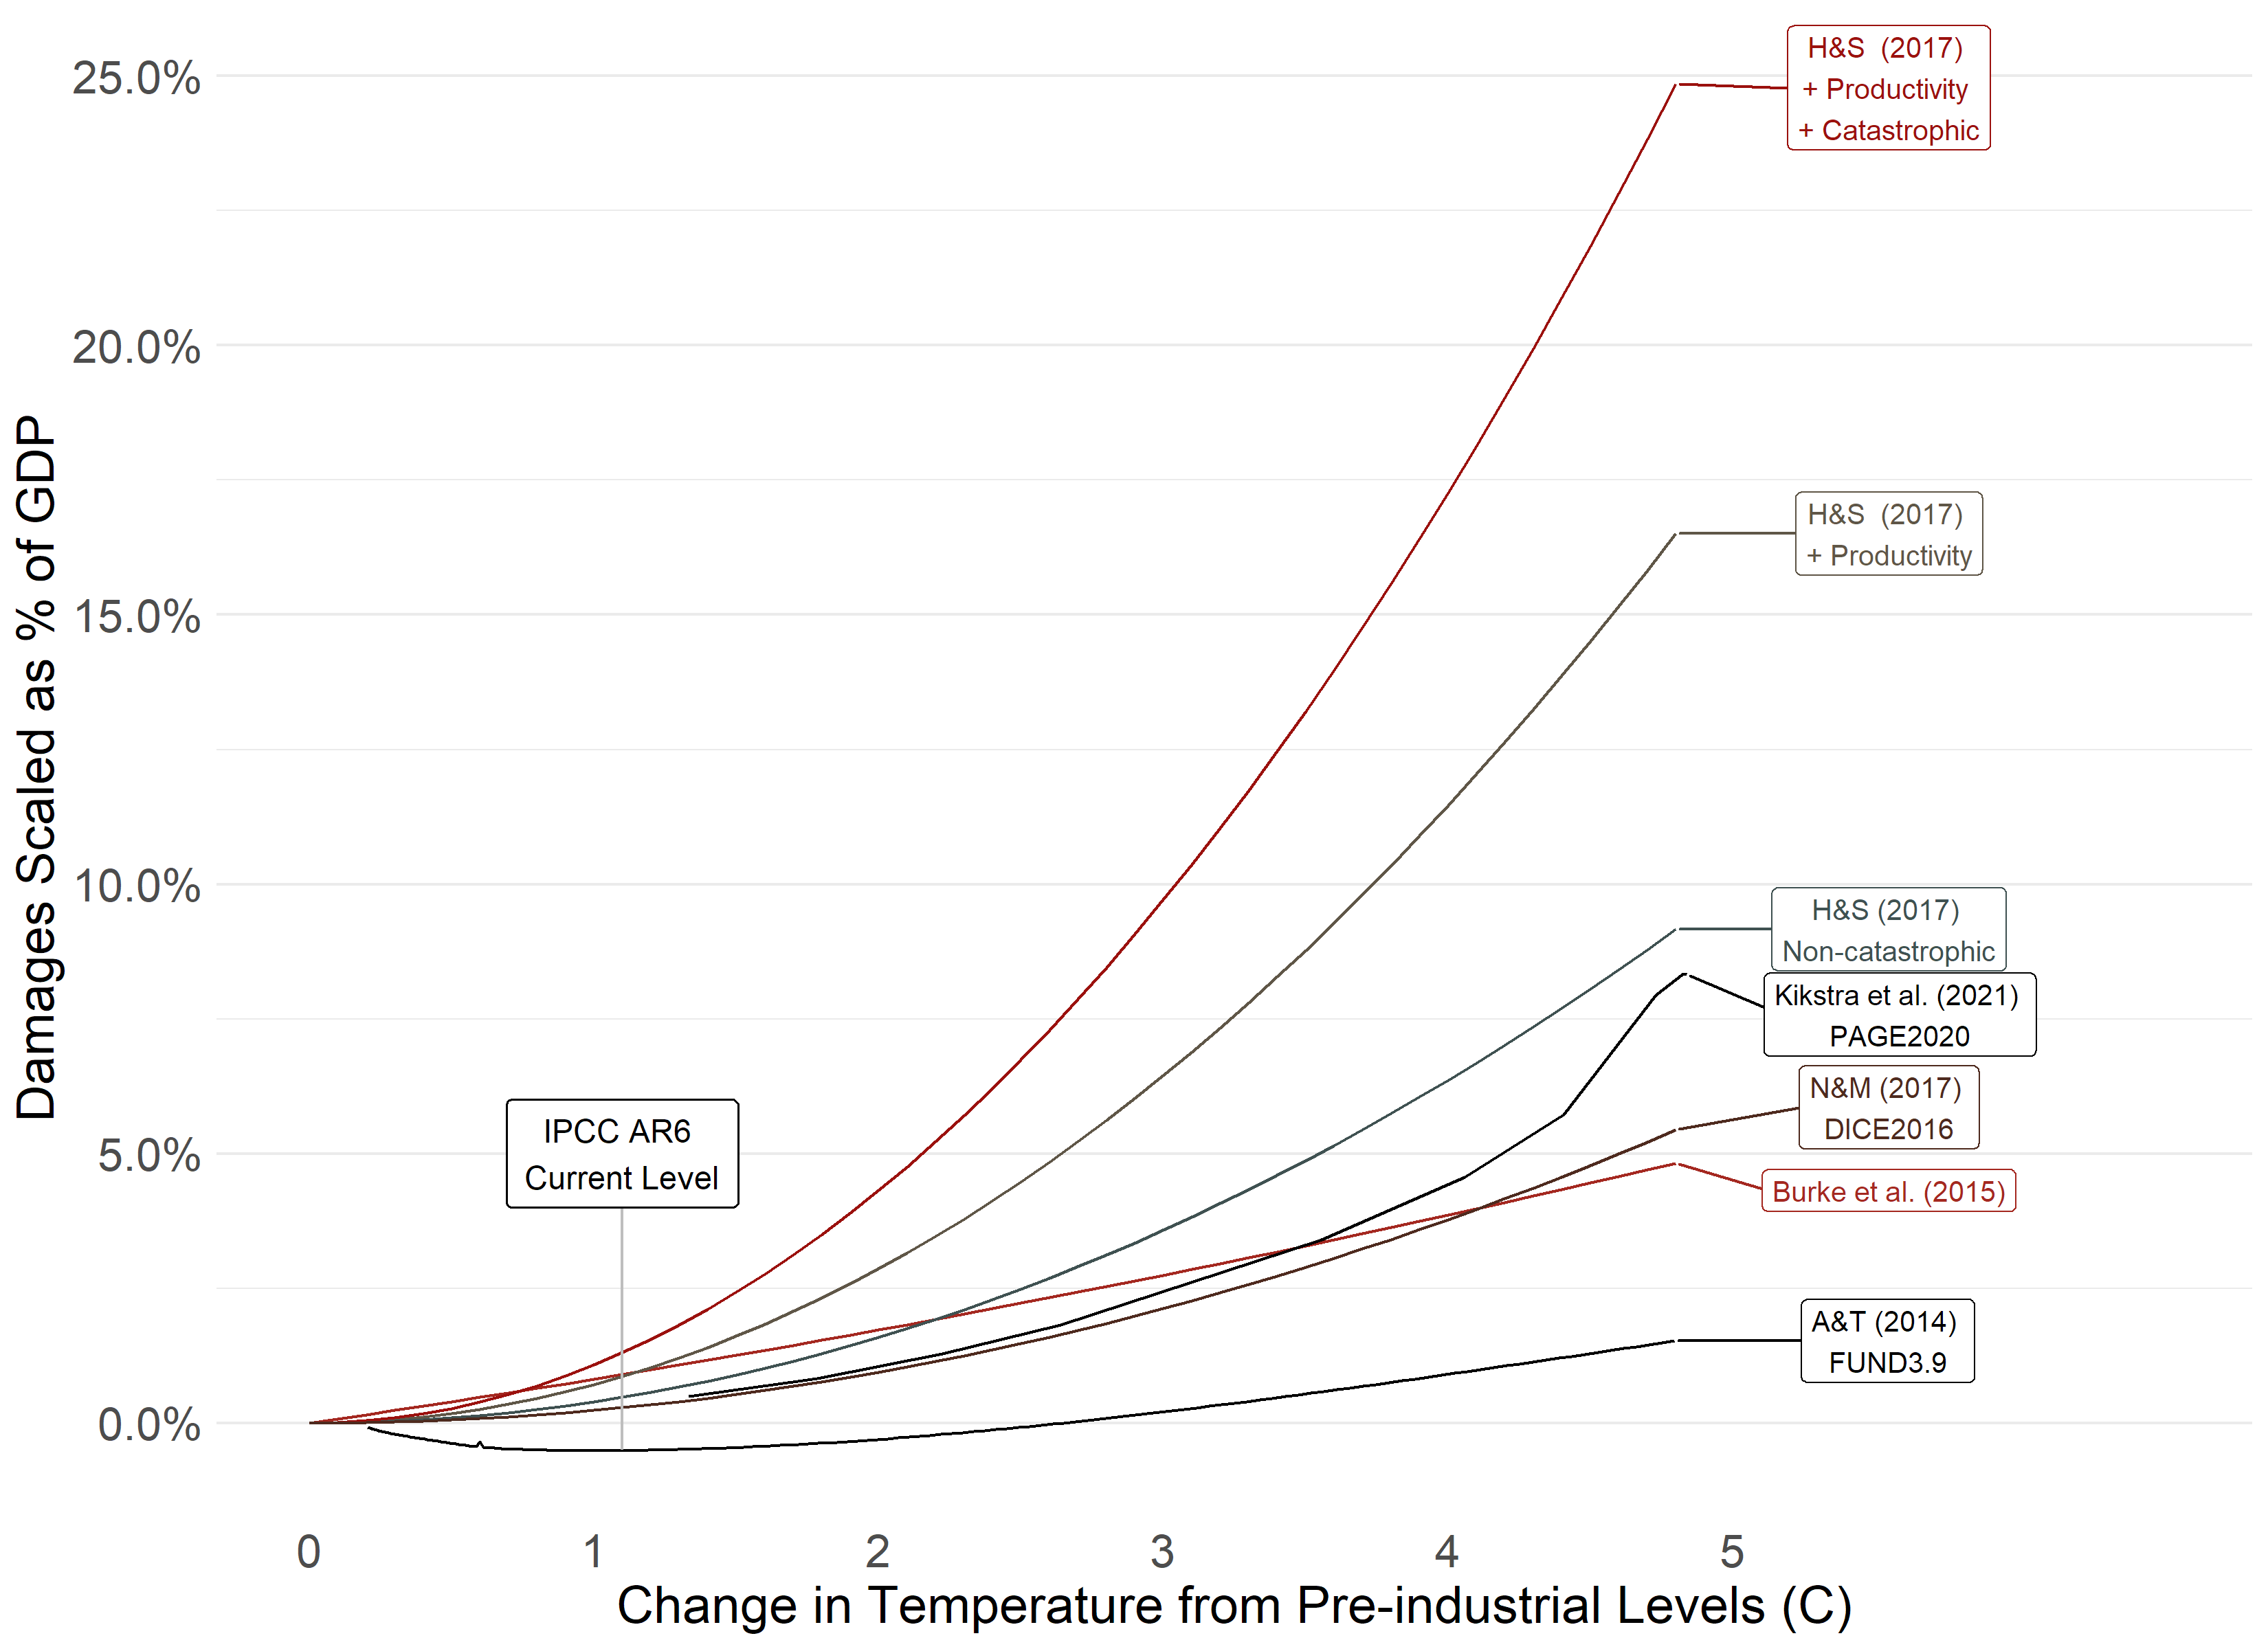 Damages Scaled as % of GDP
25.0%
20.0%
15.0%
10.0%
5.0%
0.0%
H&S  (2017)
+ Productivity
+ Catastrophic
H&S  (2017)
+ Productivity
H&S (2017)
Non-catastrophic
Kikstra et al. (2021)
PAGE2020
N&M (2017)
DICE2016
Burke et al. (2015)
A&T (2014)
FUND3.9
IPCC AR6
Current Level
0 1 2 3 4 5
Change in Temperature from Pre-industrial Levels (C)